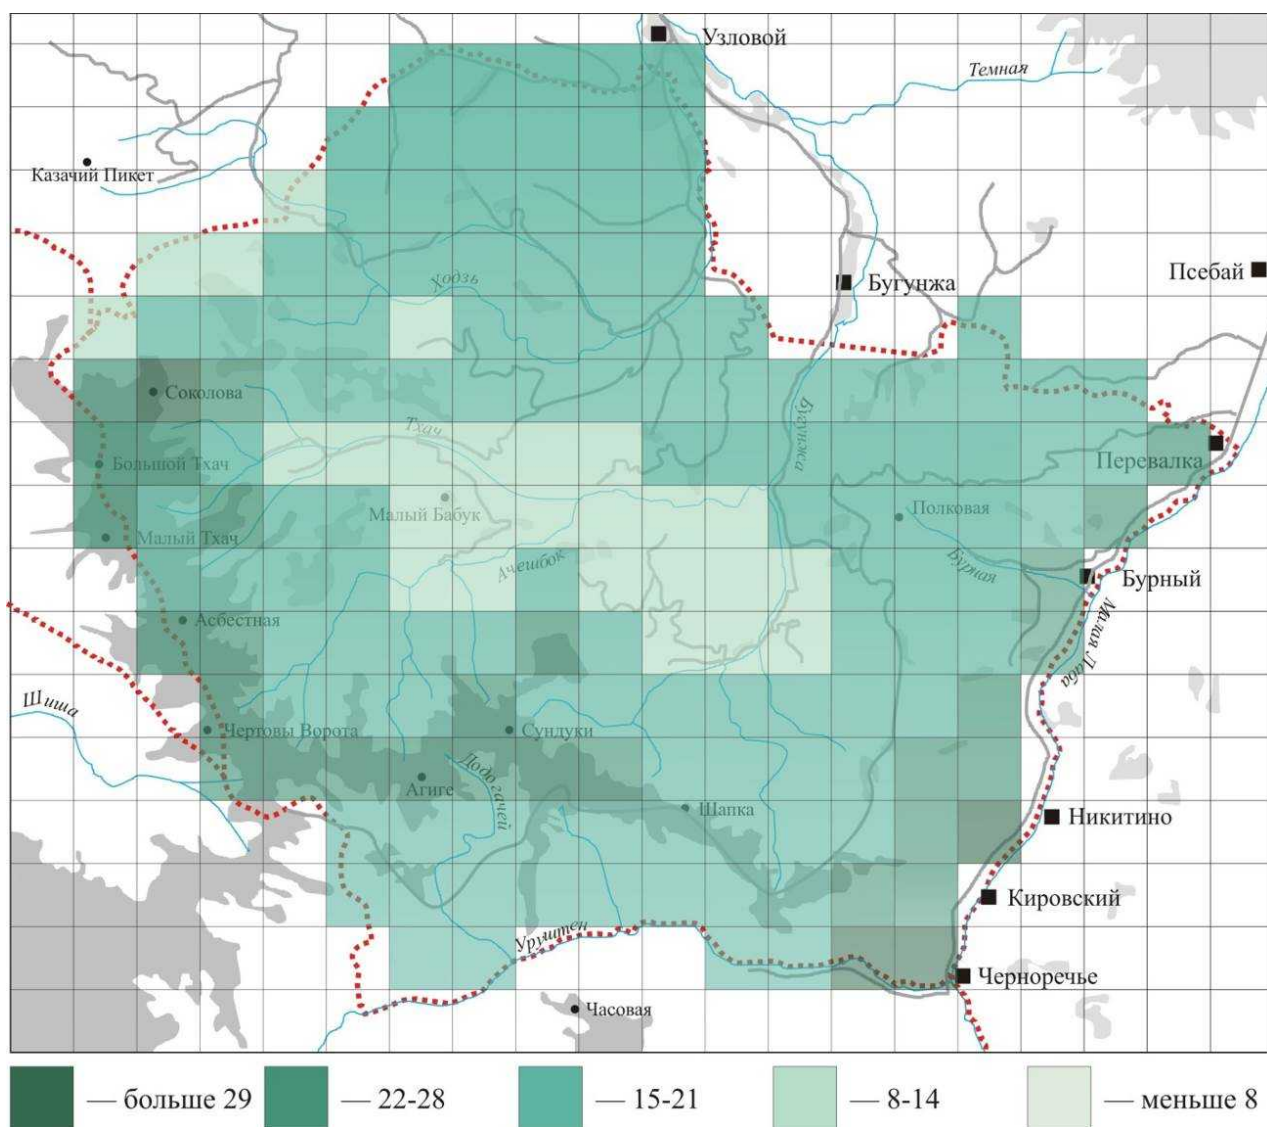 Узловой
Темная
Казачий Пикет
Псебай
Ходзь
Бугунжа
Соколова
Бугунжа
Тхач
Большой Тхач
Перевалка
Малый Бабук
Полковая
Малый Тхач
Ачешбок
Бурная
Бурный
Асбестная
Малая Лаба
Шиша
Чертовы Ворота
Сундуки
Агиге
Додогачей
Шапка
Никитино
Кировский
Уруштен
Черноречье
Часовая
— больше 29
— 22-28
— 15-21
— 8-14
— меньше 8